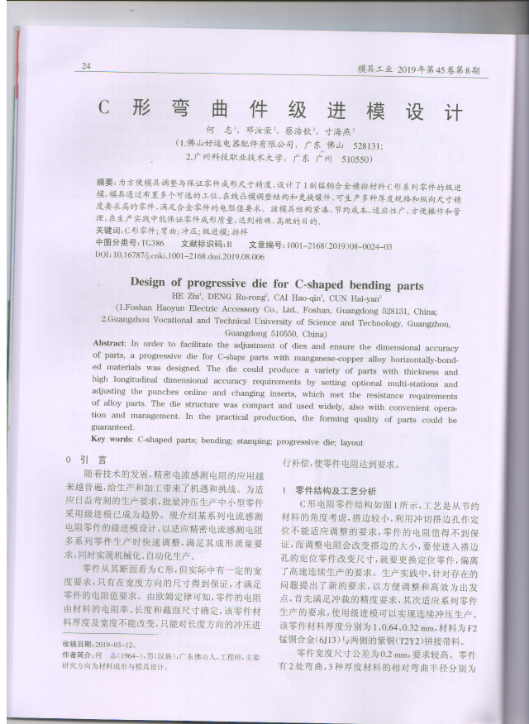 24
模具工业 2019年第45卷第8期
C 形弯曲件级进模设计
何 志¹, 邓汝荣², 蔡浩钦², 寸海燕²
(1.佛山好运电器配件有限公司, 广东 佛山 528131;
2.广州科技职业技术大学, 广东 广州 510550)
摘要:为方便模具调整与保证零件成形尺寸精度,设计了1副锰铜合金横拼材料C形系列零件的级进
模,模具通过布置多个可选的工位、在线凸模调整结构和更换镶件,可生产多种厚度规格和纵向尺寸精
度要求高的零件,满足合金零件的电阻值要求。该模具结构紧凑、节约成本、适应性广、方便操作和管
理,在生产实践中能保证零件成形质量,达到精确、高效的目的。
关键词:C形零件;弯曲;冲压;级进模;排样
中图分类号:TG386 文献标识码:B 文章编号:1001-2168(2019)08-0024-03
DOI:10.16787/j.cnki.1001-2168.dmi.2019.08.006
Design of progressive die for C-shaped bending parts
HE Zhi¹, DENG Ru-rong², CAI Hao-qin², CUN Hai-yan²
(1.Foshan Haoyun Electric Accessory Co., Ltd., Foshan, Guangdong 528131, China;
2.Guangzhou Vocational and Technical University of Science and Technology, Guangzhou,
Guangdong 510550, China)
Abstract: In order to facilitate the adjustment of dies and ensure the dimensional accuracy
of parts, a progressive die for C-shape parts with manganese-copper alloy horizontally-bond-
ed materials was designed. The die could produce a variety of parts with thickness and
high longitudinal dimensional accuracy requirements by setting optional multi-stations and
adjusting the punches online and changing inserts, which met the resistance requirements
of alloy parts. The die structure was compact and used widely, also with convenient opera-
tion and management. In the practical production, the forming quality of parts could be
guaranteed.
Key words: C-shaped parts; bending; stamping; progressive die; layout
0 引 言
随着技术的发展,精密电流感测电阻的应用越
来越普遍,给生产和加工带来了机遇和挑战。为适
应日益苛刻的生产要求,批量冲压生产中小型零件
采用级进模已成为趋势。现介绍某系列电流感测
电阻零件的级进模设计,以适应精密电流感测电阻
多系列零件生产时快速调整,满足其成形质量要
求,同时实现机械化、自动化生产。
零件从其断面看为C形,但实际中有一定的宽
度要求,只有在宽度方向的尺寸得到保证,才满足
零件的电阻值要求。由欧姆定律可知,零件的电阻
由材料的电阻率、长度和截面尺寸确定,该零件材
料厚度及宽度不能改变,只能对长度方向的冲压进
收稿日期:2019-03-12。
作者简介:何 志(1964-),男(汉族),广东佛山人,工程师,主要
研究方向为材料成形与模具设计。
行补偿,使零件电阻达到要求。
1 零件结构及工艺分析
C形电阻零件结构如图1所示,工艺是从节约
材料的角度考虑,搭边较小,利用冲切搭边孔作定
位不能适应调整的要求,零件的电阻值得不到保
证,而调整电阻会改变搭边的大小,要使进入搭边
孔的定位零件改变尺寸,就要更换定位零件,偏离
了高速连续生产的要求。生产实践中,针对存在的
问题提出了新的要求,以方便调整和高效为出发
点,首先满足冲裁的精度要求,其次适应系列零件
生产的要求,使用级进模可以实现连续冲压生产。
该零件材料厚度分别为1、0.64、0.32 mm,材料为F2
锰铜合金(6J13)与两侧的紫铜(T2Y2)拼接带料。
零件宽度尺寸公差为0.2 mm,要求较高。零件
有2处弯曲,3种厚度材料的相对弯曲半径分别为